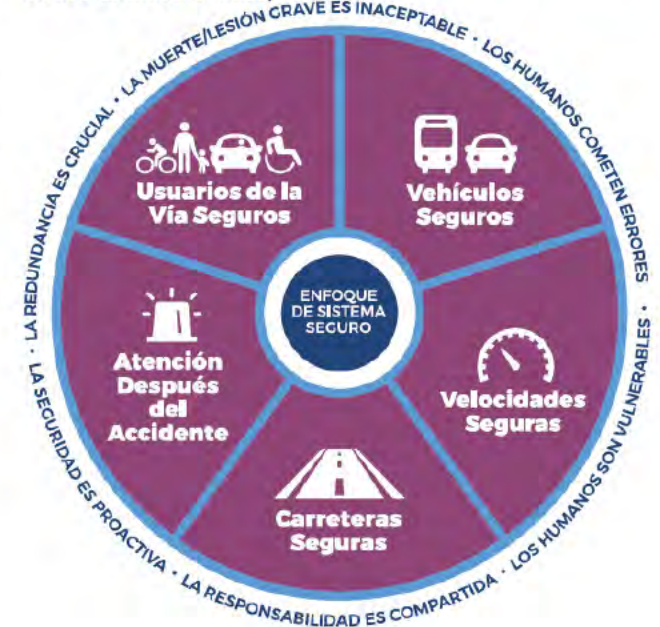 LA MUERTE/LESIÓN GRAVE ES INACEPTABLE • LOS HUMANOS COMETEN ERRORES • LOS HUMANOS SON VULNERABLES • LA RESPONSABILIDAD ES COMPARTIDA • LA SEGURIDAD ES PROACTIVA • LA REDUNDANCIA ES CRUCIAL •
Usuarios de la
Vía Seguros
Vehículos
Seguros
ENFOQUE
DE SISTEMA
SEGURO
Atención
Después
del
Accidente
Velocidades
Seguras
Carreteras
Seguras